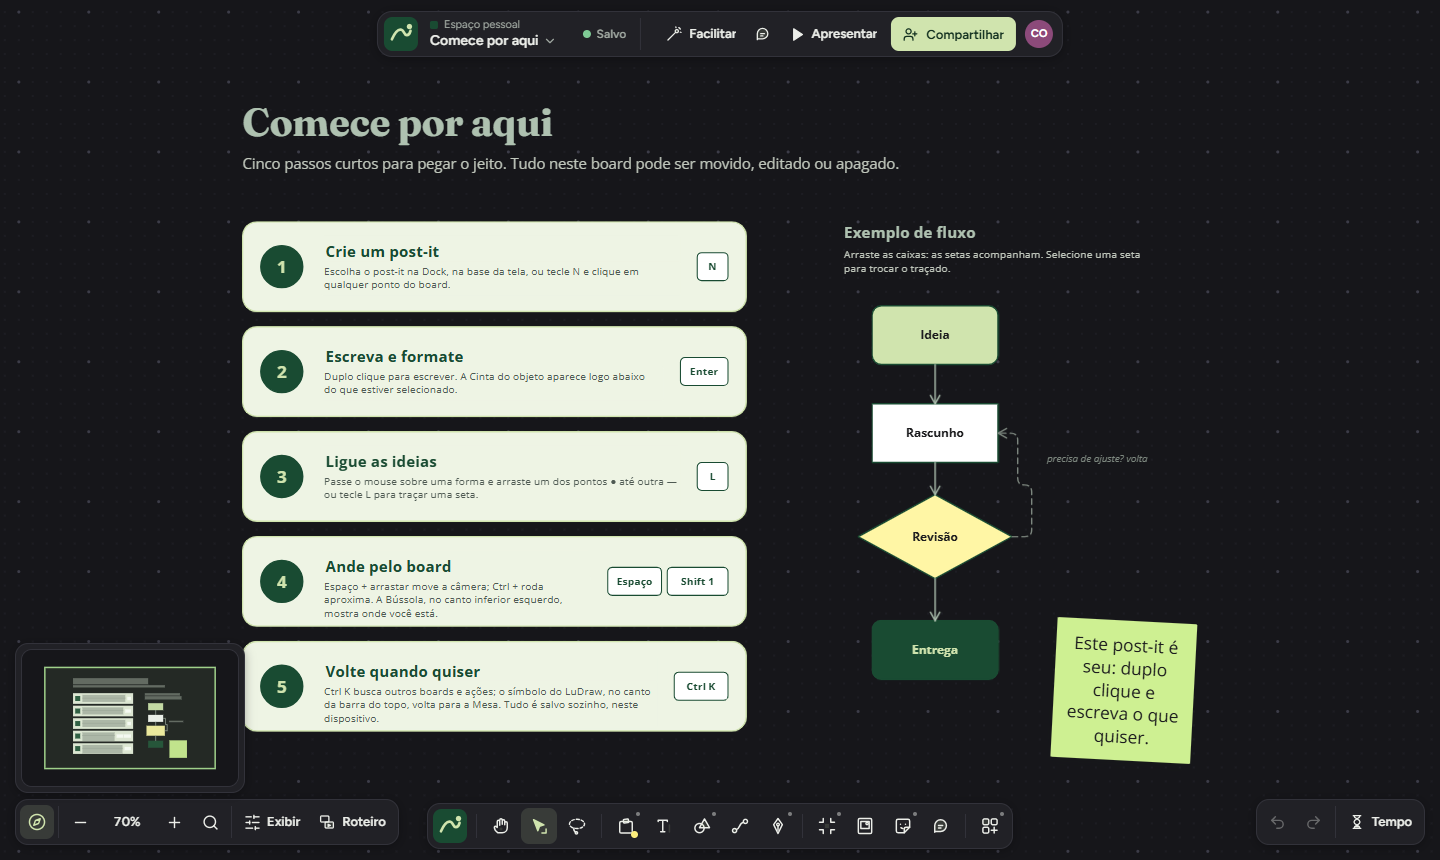 Espaço pessoal
Comece por aqui
Salvo
Facilitar
Apresentar
Compartilhar
CO
Comece por aqui
Cinco passos curtos para pegar o jeito. Tudo neste board pode ser movido, editado ou apagado.
1
Crie um post-it
Escolha o post-it na Dock, na base da tela, ou tecle N e clique em
qualquer ponto do board.
N
2
Escreva e formate
Duplo clique para escrever. A Cinta do objeto aparece logo abaixo
do que estiver selecionado.
Enter
3
Ligue as ideias
Passe o mouse sobre uma forma e arraste um dos pontos • até outra —
ou tecle L para traçar uma seta.
L
4
Ande pelo board
Espaço + arrastar move a câmera; Ctrl + roda
aproxima. A Bússola, no canto inferior esquerdo,
mostra onde você está.
Espaço
Shift 1
5
Volte quando quiser
Ctrl K busca outros boards e ações; o símbolo do LuDraw, no canto
da barra do topo, volta para a Mesa. Tudo é salvo sozinho, neste
dispositivo.
Ctrl K
Exemplo de fluxo
Arraste as caixas: as setas acompanham. Selecione uma seta
para trocar o traçado.
Ideia
Rascunho
precisa de ajuste? volta
Revisão
Entrega
Este post-it é
seu: duplo
clique e
escreva o que
quiser.
70%
Exibir
Roteiro
T
Tempo